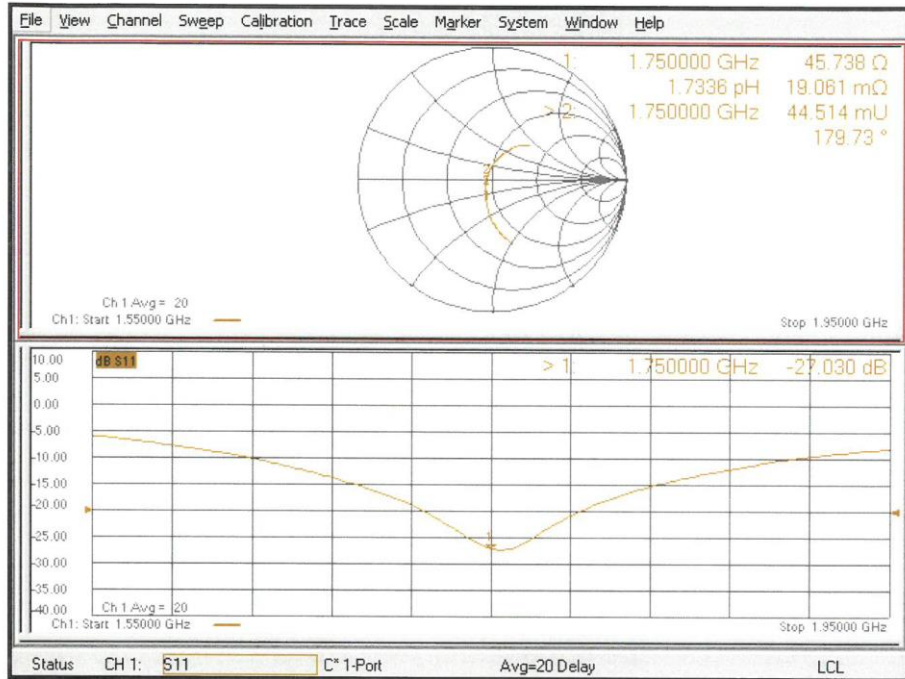 File View Channel Sweep Calibration Trace Scale Marker System Window Help
1: 1.750000 GHz 45.738 Ω
1.7336 pH 19.061 mΩ
> 2: 1.750000 GHz 44.514 mU
179.73 °
Ch 1 Avg = 20
Ch1: Start 1.55000 GHz
Stop 1.95000 GHz
10.00
dB S11
> 1: 1.750000 GHz -27.030 dB
5.00
0.00
-5.00
-10.00
-15.00
-20.00
-25.00
1
-30.00
-35.00
-40.00
Ch 1 Avg = 20
Ch1: Start 1.55000 GHz
Stop 1.95000 GHz
Status CH 1: S11 C* 1-Port Avg=20 Delay LCL